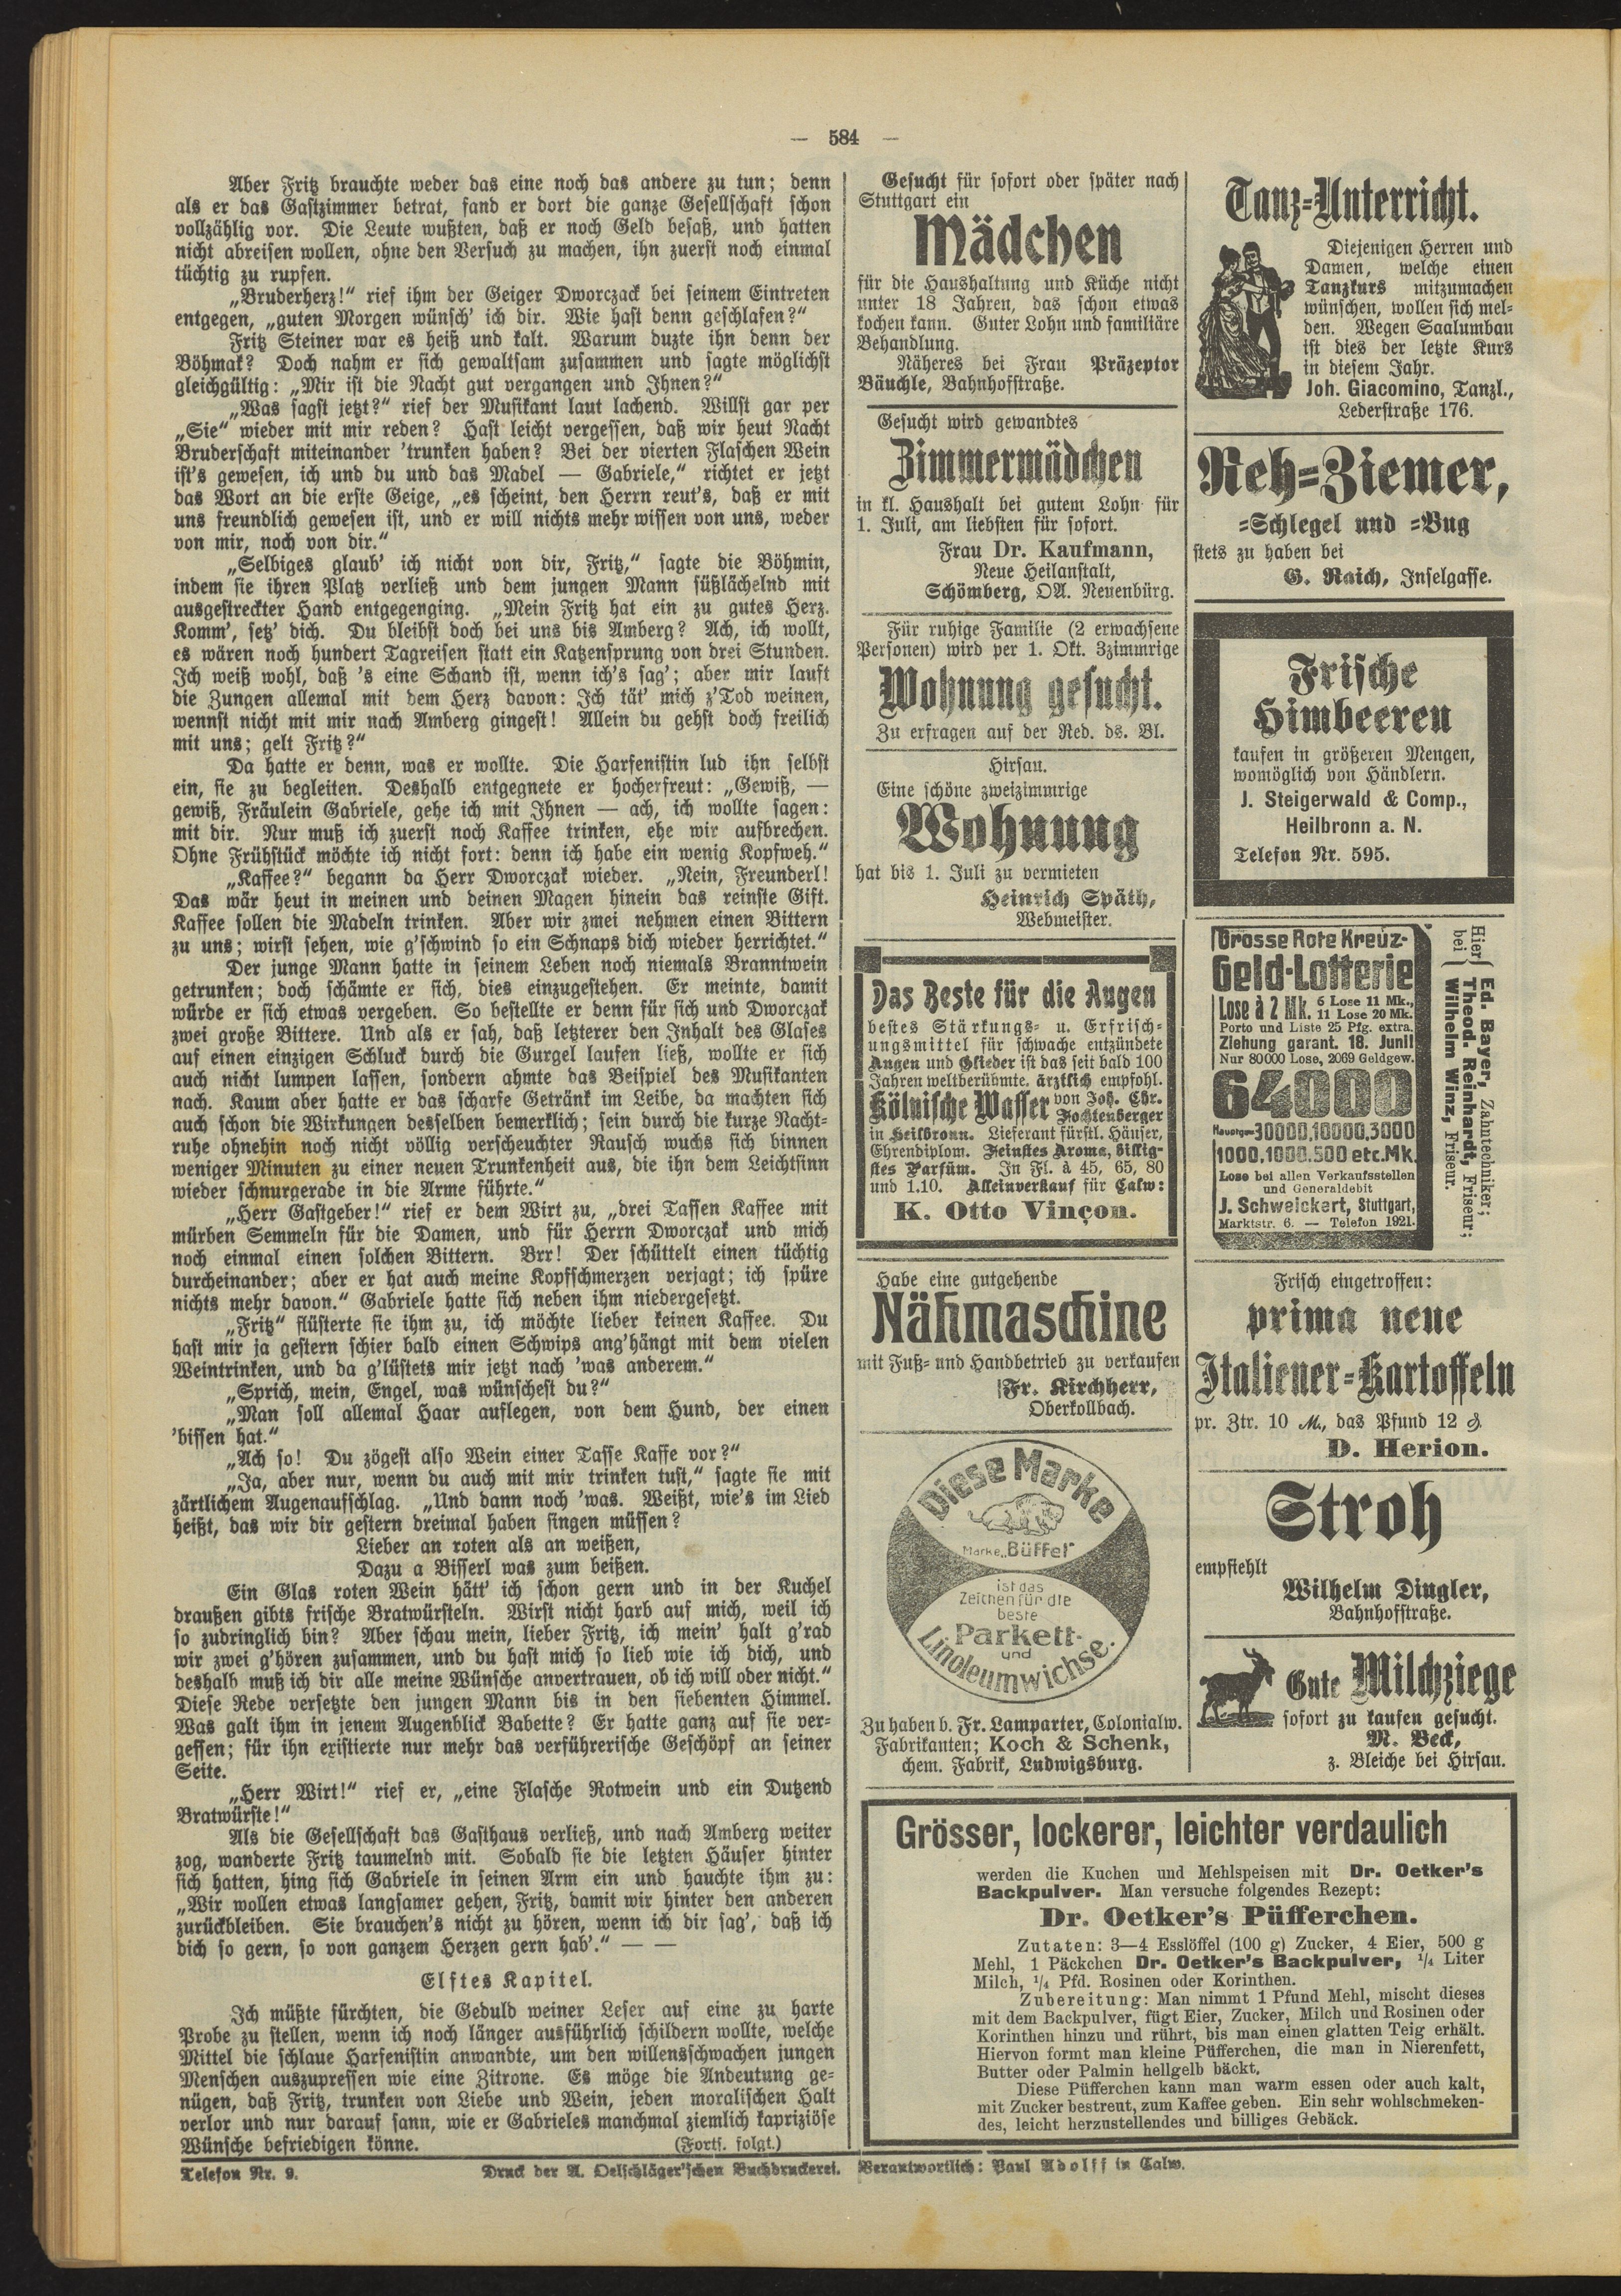 — 584 —
Aber Fritz brauchte weder das eine noch das andere zu tun; denn
als er das Gastzimmer betrat, fand er dort die ganze Gesellschaft schon
vollzählig vor. Die Leute wußten, daß er noch Geld besaß, und hatten
nicht abreisen wollen, ohne den Versuch zu machen, ihn zuerst noch einmal
tüchtig zu rupfen.
„Bruderherz!“ rief ihm der Geiger Dworczack bei seinem Eintreten
entgegen, „guten Morgen wünsch' ich dir. Wie hast denn geschlafen?“
Fritz Steiner war es heiß und kalt. Warum duzte ihn denn der
Böhmak? Doch nahm er sich gewaltsam zusammen und sagte möglichst
gleichgültig: „Mir ist die Nacht gut vergangen und Ihnen?“
„Was sagst jetzt?“ rief der Musikant laut lachend. Willst gar per
„Sie“ wieder mit mir reden? Hast leicht vergessen, daß wir heut Nacht
Bruderschaft miteinander 'trunken haben? Bei der vierten Flaschen Wein
ist's gewesen, ich und du und das Madel — Gabriele,“ richtet er jetzt
das Wort an die erste Geige, „es scheint, den Herrn reut's, daß er mit
uns freundlich gewesen ist, und er will nichts mehr wissen von uns, weder
von mir, noch von dir.“
„Selbiges glaub' ich nicht von dir, Fritz,“ sagte die Böhmin,
indem sie ihren Platz verließ und dem jungen Mann süßlächelnd mit
ausgestreckter Hand entgegenging. „Mein Fritz hat ein zu gutes Herz.
Komm', setz' dich. Du bleibst doch bei uns bis Amberg? Ach, ich wollt,
es wären noch hundert Tagreisen statt ein Katzensprung von drei Stunden.
Ich weiß wohl, daß 's eine Schand ist, wenn ich's sag'; aber mir lauft
die Zungen allemal mit dem Herz davon: Ich tät' mich z'Tod weinen,
wennst nicht mit mir nach Amberg gingest! Allein du gehst doch freilich
mit uns; gelt Fritz?“
Da hatte er denn, was er wollte. Die Harfenistin lud ihn selbst
ein, sie zu begleiten. Deshalb entgegnete er hocherfreut: „Gewiß, —
gewiß, Fräulein Gabriele, gehe ich mit Ihnen — ach, ich wollte sagen:
mit dir. Nur muß ich zuerst noch Kaffee trinken, ehe wir aufbrechen.
Ohne Frühstück möchte ich nicht fort: denn ich habe ein wenig Kopfweh.“
„Kaffee?“ begann da Herr Dworczak wieder. „Nein, Freunderl!
Das wär heut in meinen und deinen Magen hinein das reinste Gift.
Kaffee sollen die Madeln trinken. Aber wir zwei nehmen einen Bittern
zu uns; wirst sehen, wie g'schwind so ein Schnaps dich wieder herrichtet.“
Der junge Mann hatte in seinem Leben noch niemals Branntwein
getrunken; doch schämte er sich, dies einzugestehen. Er meinte, damit
würde er sich etwas vergeben. So bestellte er denn für sich und Dworczak
zwei große Bittere. Und als er sah, daß letzterer den Inhalt des Glases
auf einen einzigen Schluck durch die Gurgel laufen ließ, wollte er sich
auch nicht lumpen lassen, sondern ahmte das Beispiel des Musikanten
nach. Kaum aber hatte er das scharfe Getränk im Leibe, da machten sich
auch schon die Wirkungen desselben bemerklich; sein durch die kurze Nacht-
ruhe ohnehin noch nicht völlig verscheuchter Rausch wuchs sich binnen
weniger Minuten zu einer neuen Trunkenheit aus, die ihn dem Leichtsinn
wieder schnurgerade in die Arme führte.“
„Herr Gastgeber!“ rief er dem Wirt zu, „drei Tassen Kaffee mit
mürben Semmeln für die Damen, und für Herrn Dworczak und mich
noch einmal einen solchen Bittern. Brr! Der schüttelt einen tüchtig
durcheinander; aber er hat auch meine Kopfschmerzen verjagt; ich spüre
nichts mehr davon.“ Gabriele hatte sich neben ihm niedergesetzt.
„Fritz“ flüsterte sie ihm zu, ich möchte lieber keinen Kaffee. Du
hast mir ja gestern schier bald einen Schwips ang'hängt mit dem vielen
Weintrinken, und da g'lüstets mir jetzt nach 'was anderem.“
„Sprich, mein, Engel, was wünschest du?“
„Man soll allemal Haar auflegen, von dem Hund, der einen
'bissen hat.“
„Ach so! Du zögest also Wein einer Tasse Kaffe vor?“
„Ja, aber nur, wenn du auch mit mir trinken tust,“ sagte sie mit
zärtlichem Augenaufschlag. „Und dann noch 'was. Weißt, wie's im Lied
heißt, das wir dir gestern dreimal haben singen müssen?
Lieber an roten als an weißen,
Dazu a Bisserl was zum beißen.
Ein Glas roten Wein hätt' ich schon gern und in der Kuchel
draußen gibts frische Bratwürsteln. Wirst nicht harb auf mich, weil ich
so zudringlich bin? Aber schau mein, lieber Fritz, ich mein' halt g'rad
wir zwei g'hören zusammen, und du hast mich so lieb wie ich dich, und
deshalb muß ich dir alle meine Wünsche anvertrauen, ob ich will oder nicht.“
Diese Rede versetzte den jungen Mann bis in den siebenten Himmel.
Was galt ihm in jenem Augenblick Babette? Er hatte ganz auf sie ver-
gessen; für ihn existierte nur mehr das verführerische Geschöpf an seiner
Seite.
„Herr Wirt!“ rief er, „eine Flasche Rotwein und ein Dutzend
Bratwürste!“
Als die Gesellschaft das Gasthaus verließ, und nach Amberg weiter
zog, wanderte Fritz taumelnd mit. Sobald sie die letzten Häuser hinter
sich hatten, hing sich Gabriele in seinen Arm ein und hauchte ihm zu:
„Wir wollen etwas langsamer gehen, Fritz, damit wir hinter den anderen
zurückbleiben. Sie brauchen's nicht zu hören, wenn ich dir sag', daß ich
dich so gern, so von ganzem Herzen gern hab'.“ — —
Elftes Kapitel.
Ich müßte fürchten, die Geduld weiner Leser auf eine zu harte
Probe zu stellen, wenn ich noch länger ausführlich schildern wollte, welche
Mittel die schlaue Harfenistin anwandte, um den willensschwachen jungen
Menschen auszupressen wie eine Zitrone. Es möge die Andeutung ge-
nügen, daß Fritz, trunken von Liebe und Wein, jeden moralischen Halt
verlor und nur darauf sann, wie er Gabrieles manchmal ziemlich kapriziöse
Wünsche befriedigen könne. (Forts. folgt.)
Gesucht für sofort oder später nach
Stuttgart ein
Mädchen
für die Haushaltung und Küche nicht
unter 18 Jahren, das schon etwas
kochen kann. Guter Lohn und familiäre
Behandlung.
Näheres bei Frau Präzeptor
Bäuchle, Bahnhofstraße.
Gesucht wird gewandtes
Zimmermädchen
in kl. Haushalt bei gutem Lohn für
1. Juli, am liebsten für sofort.
Frau Dr. Kaufmann,
Neue Heilanstalt,
Schömberg, OA. Neuenbürg.
Für ruhige Familie (2 erwachsene
Personen) wird per 1. Okt. 3zimmrige
Wohnung gesucht.
Zu erfragen auf der Red. ds. Bl.
Hirsau.
Eine schöne zweizimmrige
Wohnung
hat bis 1. Juli zu vermieten
Heinrich Späth,
Webmeister.
Das Beste für die Augen
bestes Stärkungs- u. Erfrisch-
ungsmittel für schwache entzündete
Augen und Glieder ist das seit bald 100
Jahren weltberühmte, ärztlich empfohl.
Kölnische Wasser von Joh. Chr.
Fochtenberger
in Heilbronn. Lieferant fürstl. Häuser,
Ehrendiplom. Feinstes Aroma, billig-
stes Parfüm. In Fl. à 45, 65, 80
und 1.10. Alleinverkauf für Calw:
K. Otto Vinçon.
Habe eine gutgehende
Nähmaschine
mit Fuß- und Handbetrieb zu verkaufen
Fr. Kirchherr,
Oberkollbach.
Diese Marke
Marke „Büffel“
ist das
Zeichen für die
beste
Parkett-
und
Linoleumwichse.
Zu haben b. Fr. Lamparter, Colonialw.
Fabrikanten; Koch & Schenk,
chem. Fabrik, Ludwigsburg.
Tanz-Unterricht.
Diejenigen Herren und
Damen, welche einen
Tanzkurs mitzumachen
wünschen, wollen sich mel-
den. Wegen Saalumbau
ist dies der letzte Kurs
in diesem Jahr.
Joh. Giacomino, Tanzl.,
Lederstraße 176.
Reh-Ziemer,
-Schlegel und -Bug
stets zu haben bei
G. Raich, Inselgasse.
Frische
Himbeeren
kaufen in größeren Mengen,
womöglich von Händlern.
J. Steigerwald & Comp.,
Heilbronn a. N.
Telefon Nr. 595.
Grosse Rote Kreuz-
Geld-Lotterie
Lose à 2 Mk. 6 Lose 11 Mk.,
11 Lose 20 Mk.
Porto und Liste 25 Pfg. extra.
Ziehung garant. 18. Juni!
Nur 80000 Lose, 2069 Geldgew.
64000
Hauptgew. 30000,10000,3000
1000,1000.500 etc. Mk.
Lose bei allen Verkaufsstellen
und Generaldebit
J. Schweickert, Stuttgart,
Marktstr. 6. — Telefon 1921.
Hier bei
Ed. Bayer, Zahntechniker;
Theod. Reinhardt, Friseur;
Wilhelm Winz, Friseur.
Frisch eingetroffen:
prima neue
Italiener-Kartoffeln
pr. Ztr. 10 ℳ, das Pfund 12 ₰
D. Herion.
Stroh
empfiehlt
Wilhelm Dingler,
Bahnhofstraße.
Gute Milchziege
sofort zu kaufen gesucht.
M. Beck,
z. Bleiche bei Hirsau.
Grösser, lockerer, leichter verdaulich
werden die Kuchen und Mehlspeisen mit Dr. Oetker's
Backpulver. Man versuche folgendes Rezept:
Dr. Oetker's Püfferchen.
Zutaten: 3—4 Esslöffel (100 g) Zucker, 4 Eier, 500 g
Mehl, 1 Päckchen Dr. Oetker's Backpulver, ¼ Liter
Milch, ¼ Pfd. Rosinen oder Korinthen.
Zubereitung: Man nimmt 1 Pfund Mehl, mischt dieses
mit dem Backpulver, fügt Eier, Zucker, Milch und Rosinen oder
Korinthen hinzu und rührt, bis man einen glatten Teig erhält.
Hiervon formt man kleine Püfferchen, die man in Nierenfett,
Butter oder Palmin hellgelb bäckt.
Diese Püfferchen kann man warm essen oder auch kalt,
mit Zucker bestreut, zum Kaffee geben. Ein sehr wohlschmeken-
des, leicht herzustellendes und billiges Gebäck.
Telefon Nr. 9. Druck der A. Oelschläger'schen Buchdruckerei. Verantwortlich: Paul Adolff in Calw.